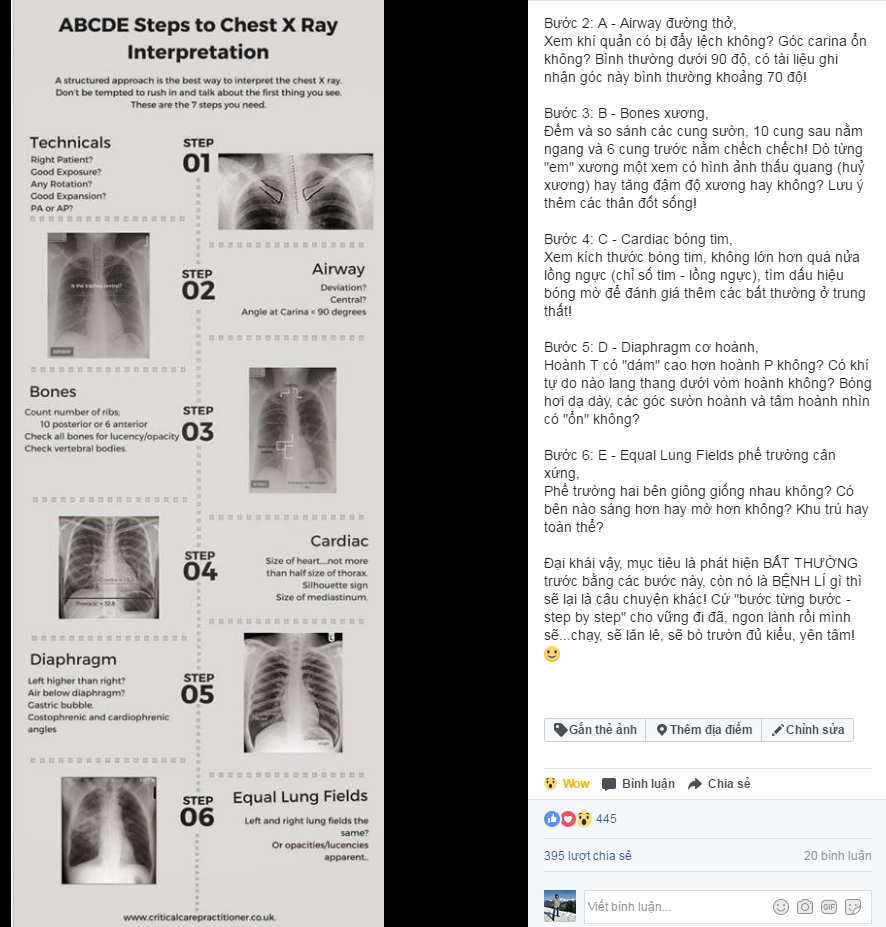 ABCDE Steps to Chest X Ray
Interpretation
A structured approach is the best way to interpret the chest X ray.
Don't be tempted to rush in and talk about the first thing you see.
These are the 7 steps you need.
Technicals
Right Patient?
Good Exposure?
Any Rotation?
Good Expansion?
PA or AP?
STEP
01
Is the trachea central?
STEP
02
Airway
Deviation?
Central?
Angle at Carina < 90 degrees
Bones
Count number of ribs;
10 posterior or 6 anterior
Check all bones for lucency/opacity
Check vertebral bodies.
STEP
03
STEP
04
Cardiac
Size of heart....not more
than half size of thorax.
Silhouette sign
Size of mediastinum.
Diaphragm
Left higher than right?
Air below diaphragm?
Gastric bubble.
Costophrenic and cardiophrenic
angles
STEP
05
L
STEP
06
Equal Lung Fields
Left and right lung fields the
same?
Or opacities/lucencies
apparent..
www.criticalcarepractitioner.co.uk.
Bước 2: A - Airway đường thở,
Xem khí quản có bị đẩy lệch không? Góc carina ổn
không? Bình thường dưới 90 độ, có tài liệu ghi
nhận góc này bình thường khoảng 70 độ!
Bước 3: B - Bones xương,
Đếm và so sánh các cung sườn, 10 cung sau nằm
ngang và 6 cung trước nằm chếch chếch! Dò từng
"em" xương một xem có hình ảnh thấu quang (huỷ
xương) hay tăng đậm độ xương hay không? Lưu ý
thêm các thân đốt sống!
Bước 4: C - Cardiac bóng tim,
Xem kích thước bóng tim, không lớn hơn quá nửa
lồng ngực (chỉ số tim - lồng ngực), tìm dấu hiệu
bóng mờ để đánh giá thêm các bất thường ở trung
thất!
Bước 5: D - Diaphragm cơ hoành,
Hoành T có "dám" cao hơn hoành P không? Có khí
tự do nào lang thang dưới vòm hoành không? Bóng
hơi dạ dày, các góc sườn hoành và tâm hoành nhìn
có "ổn" không?
Bước 6: E - Equal Lung Fields phế trường cân
xứng,
Phế trường hai bên giông giống nhau không? Có
bên nào sáng hơn hay mờ hơn không? Khu trú hay
toàn thể?
Đại khái vậy, mục tiêu là phát hiện BẤT THƯỜNG
trước bằng các bước này, còn nó là BỆNH LÍ gì thì
sẽ lại là câu chuyện khác! Cứ "bước từng bước -
step by step" cho vững đi đã, ngon lành rồi mình
sẽ...chạy, sẽ lăn lê, sẽ bò trườn đủ kiểu, yên tâm!
Gắn thẻ ảnh
Thêm địa điểm
Chỉnh sửa
Wow
Bình luận
Chia sẻ
445
395 lượt chia sẻ
20 bình luận
Viết bình luận...
GIF